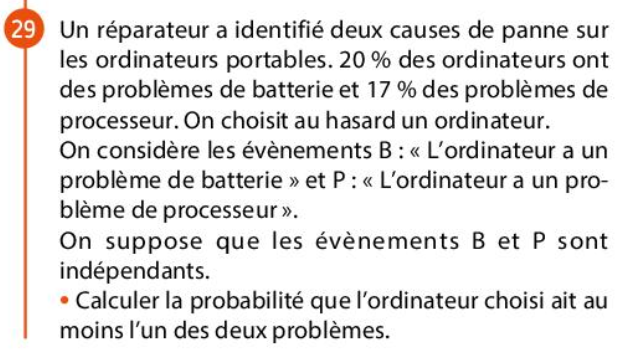 29 Un réparateur a identifié deux causes de panne sur
les ordinateurs portables. 20 % des ordinateurs ont
des problèmes de batterie et 17 % des problèmes de
processeur. On choisit au hasard un ordinateur.
On considère les évènements B : « L'ordinateur a un
problème de batterie » et P : « L'ordinateur a un pro-
blème de processeur ».
On suppose que les évènements B et P sont
indépendants.
• Calculer la probabilité que l'ordinateur choisi ait au
moins l'un des deux problèmes.